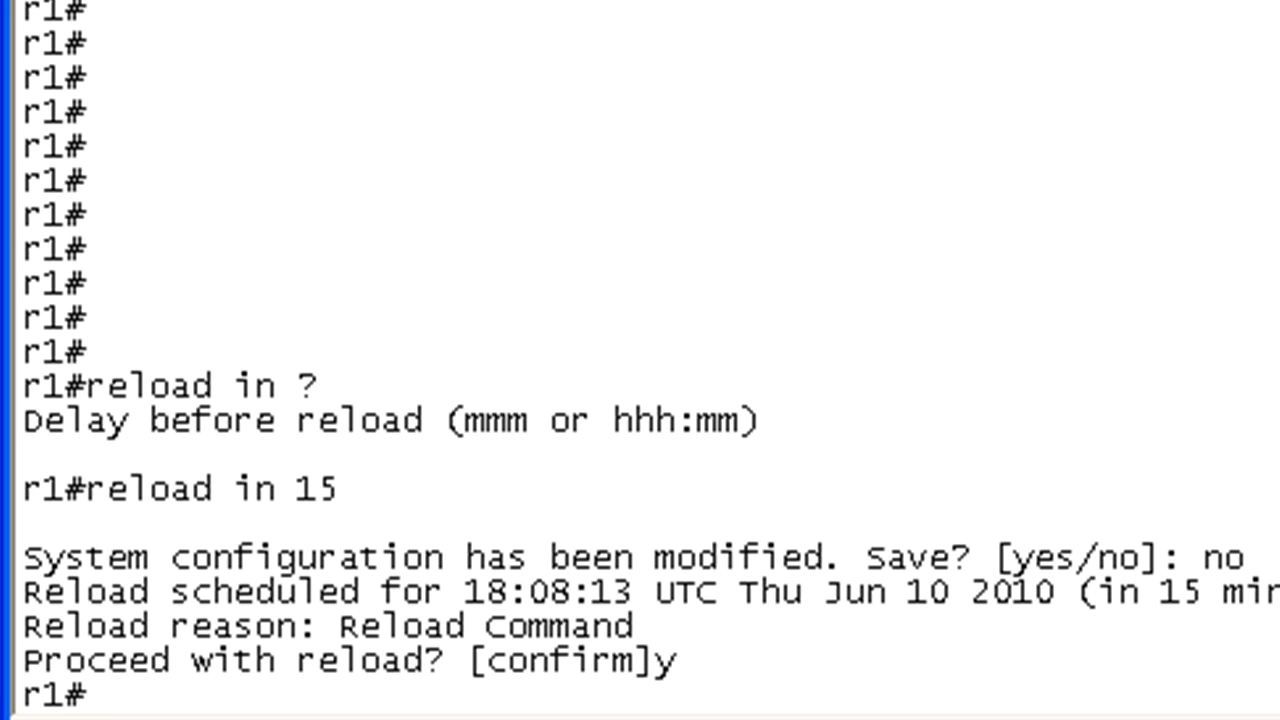 r1#
r1#
r1#
r1#
r1#
r1#
r1#
r1#
r1#
r1#
r1#
r1#reload in ?
Delay before reload (mmm or hhh:mm)
r1#reload in 15
System configuration has been modified. Save? [yes/no]: no
Reload scheduled for 18:08:13 UTC Thu Jun 10 2010 (in 15 min
Reload reason: Reload Command
Proceed with reload? [confirm]y
r1#